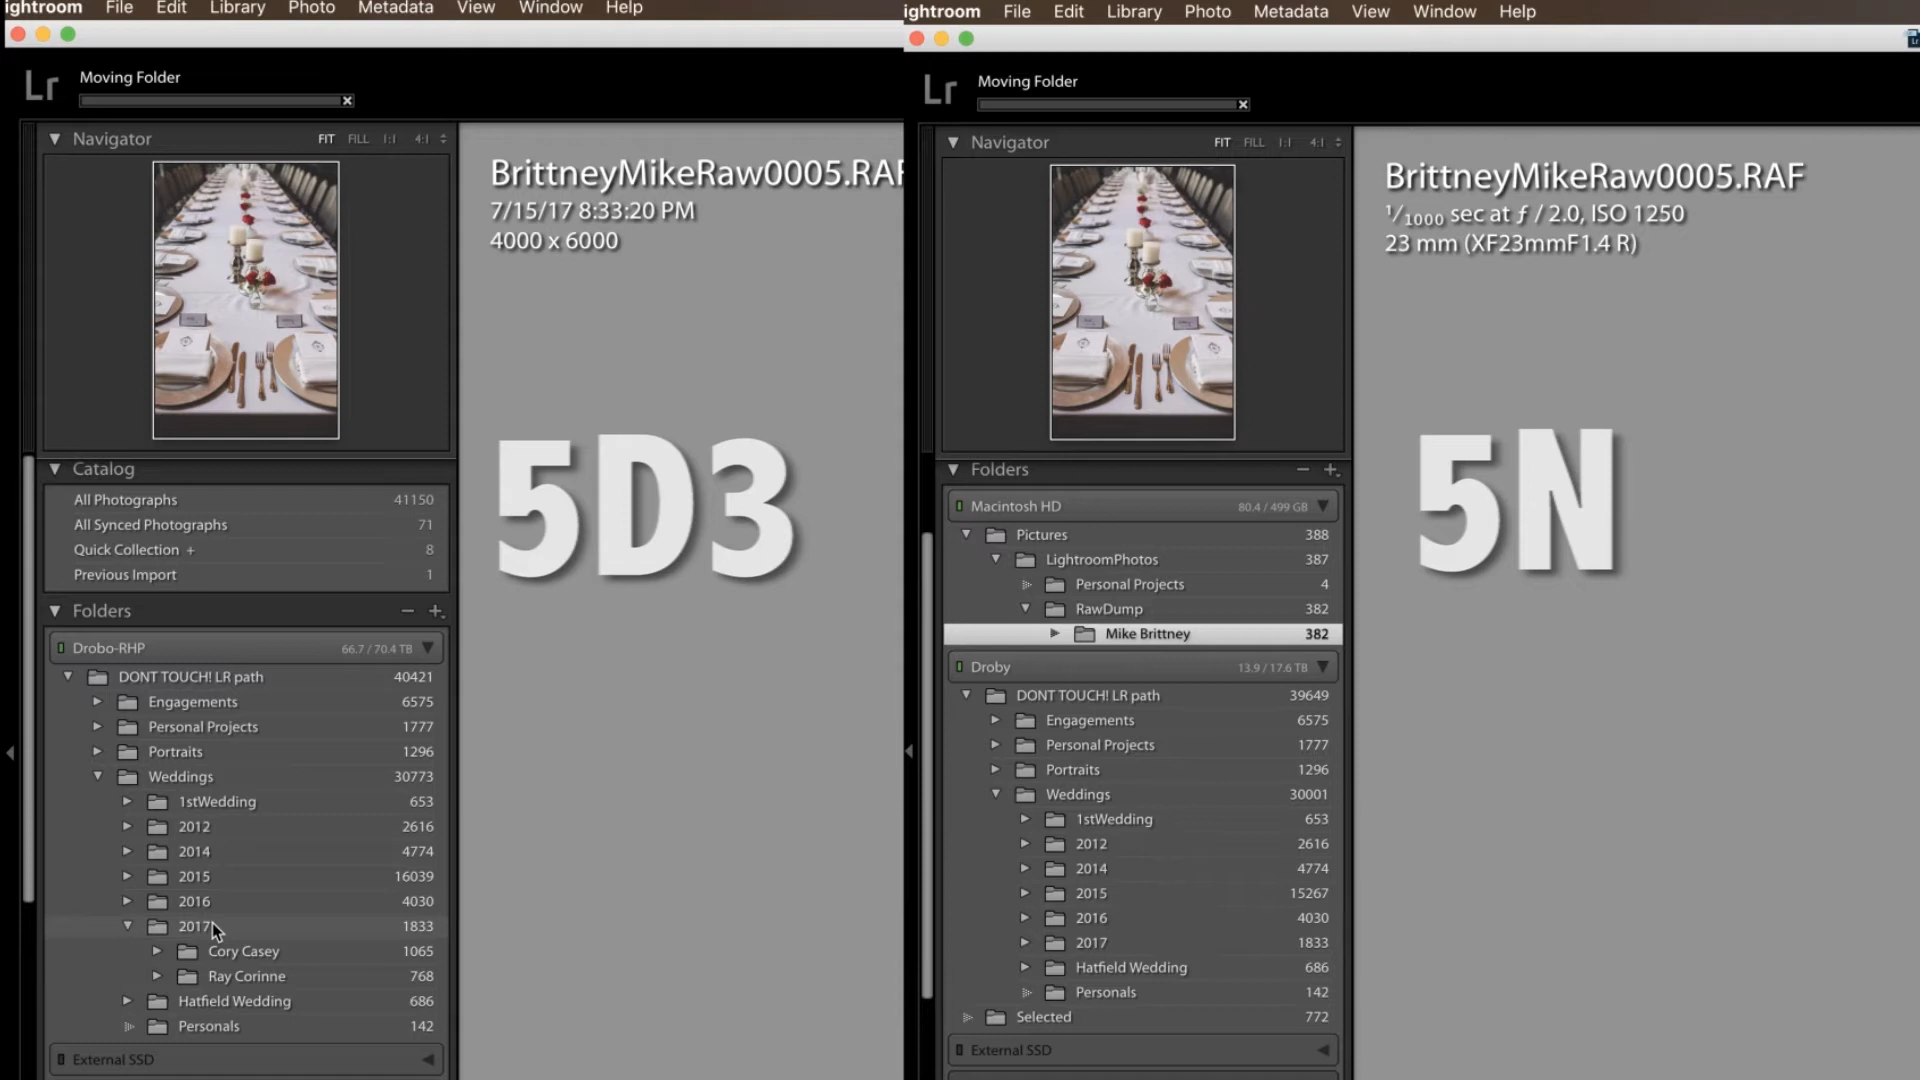 ightroom File Edit Library Photo Metadata View Window Help
Lr Moving Folder
Navigator FIT FILL 1:1 4:1
Catalog
All Photographs 41150
All Synced Photographs 71
Quick Collection + 8
Previous Import 1
Folders
Drobo-RHP 66.7 / 70.4 TB
DONT TOUCH! LR path 40421
Engagements 6575
Personal Projects 1777
Portraits 1296
Weddings 30773
1stWedding 653
2012 2616
2014 4774
2015 16039
2016 4030
2017 1833
Cory Casey 1065
Ray Corinne 768
Hatfield Wedding 686
Personals 142
External SSD
BrittneyMikeRaw0005.RAF
7/15/17 8:33:20 PM
4000 x 6000
5D3
ightroom File Edit Library Photo Metadata View Window Help
Lr Moving Folder
Navigator FIT FILL 1:1 4:1
Folders
Macintosh HD 80.4 / 499 GB
Pictures 388
LightroomPhotos 387
Personal Projects 4
RawDump 382
Mike Brittney 382
Droby 13.9 / 17.6 TB
DONT TOUCH! LR path 39649
Engagements 6575
Personal Projects 1777
Portraits 1296
Weddings 30001
1stWedding 653
2012 2616
2014 4774
2015 15267
2016 4030
2017 1833
Hatfield Wedding 686
Personals 142
Selected 772
External SSD
BrittneyMikeRaw0005.RAF
1/1000 sec at ƒ / 2.0, ISO 1250
23 mm (XF23mmF1.4 R)
5N